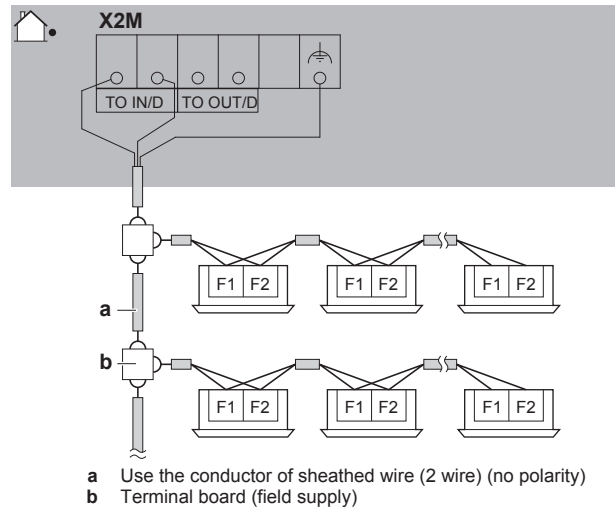 X2M
TO IN/D TO OUT/D
F1 F2 F1 F2 F1 F2
a
b
F1 F2 F1 F2 F1 F2
a Use the conductor of sheathed wire (2 wire) (no polarity)
b Terminal board (field supply)